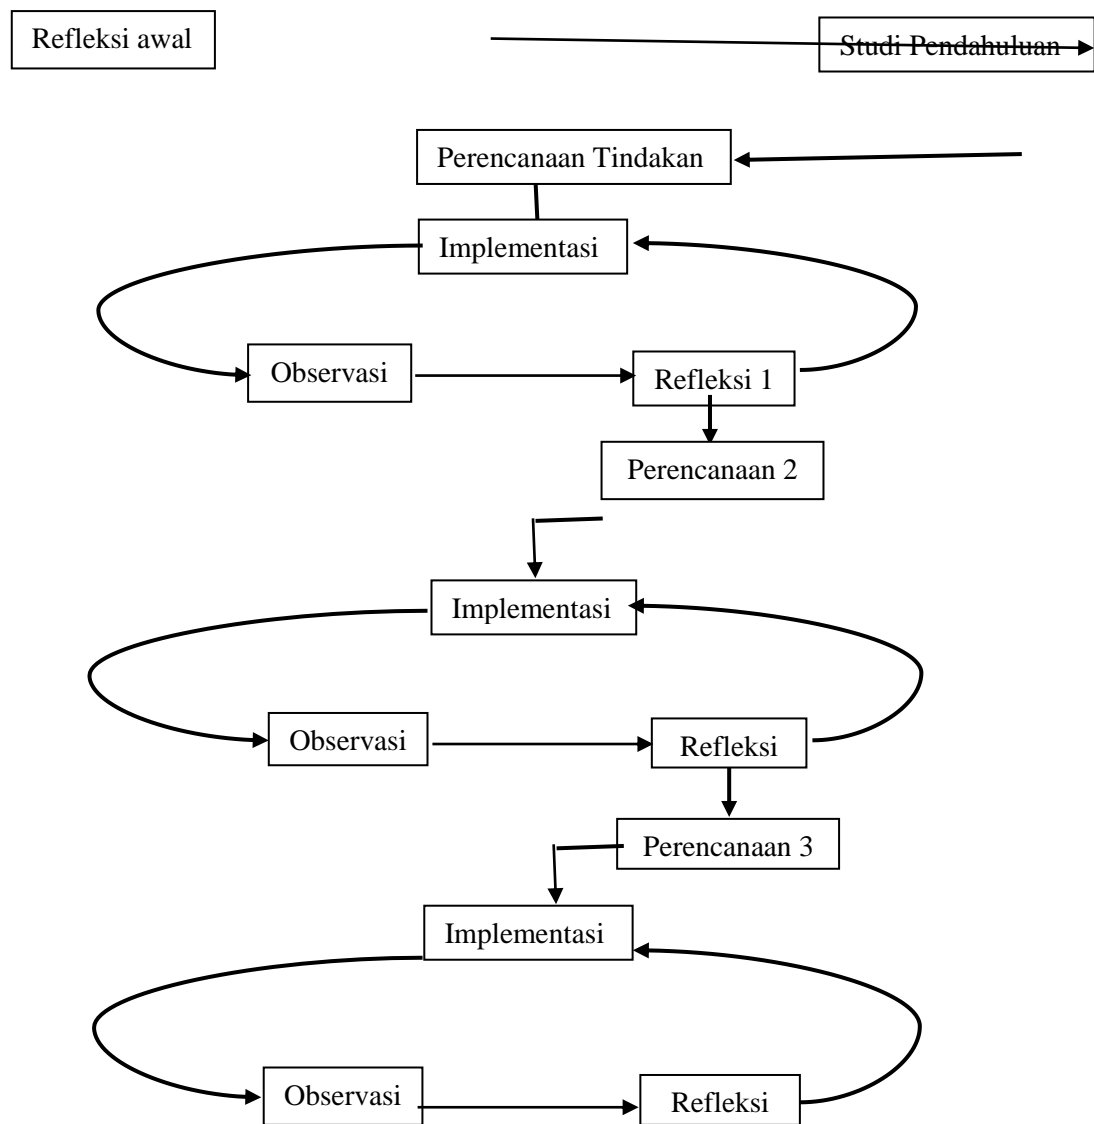 Refleksi awal
Studi Pendahuluan
Perencanaan Tindakan
Implementasi
Observasi
Refleksi 1
Perencanaan 2
Implementasi
Observasi
Refleksi
Perencanaan 3
Implementasi
Observasi
Refleksi